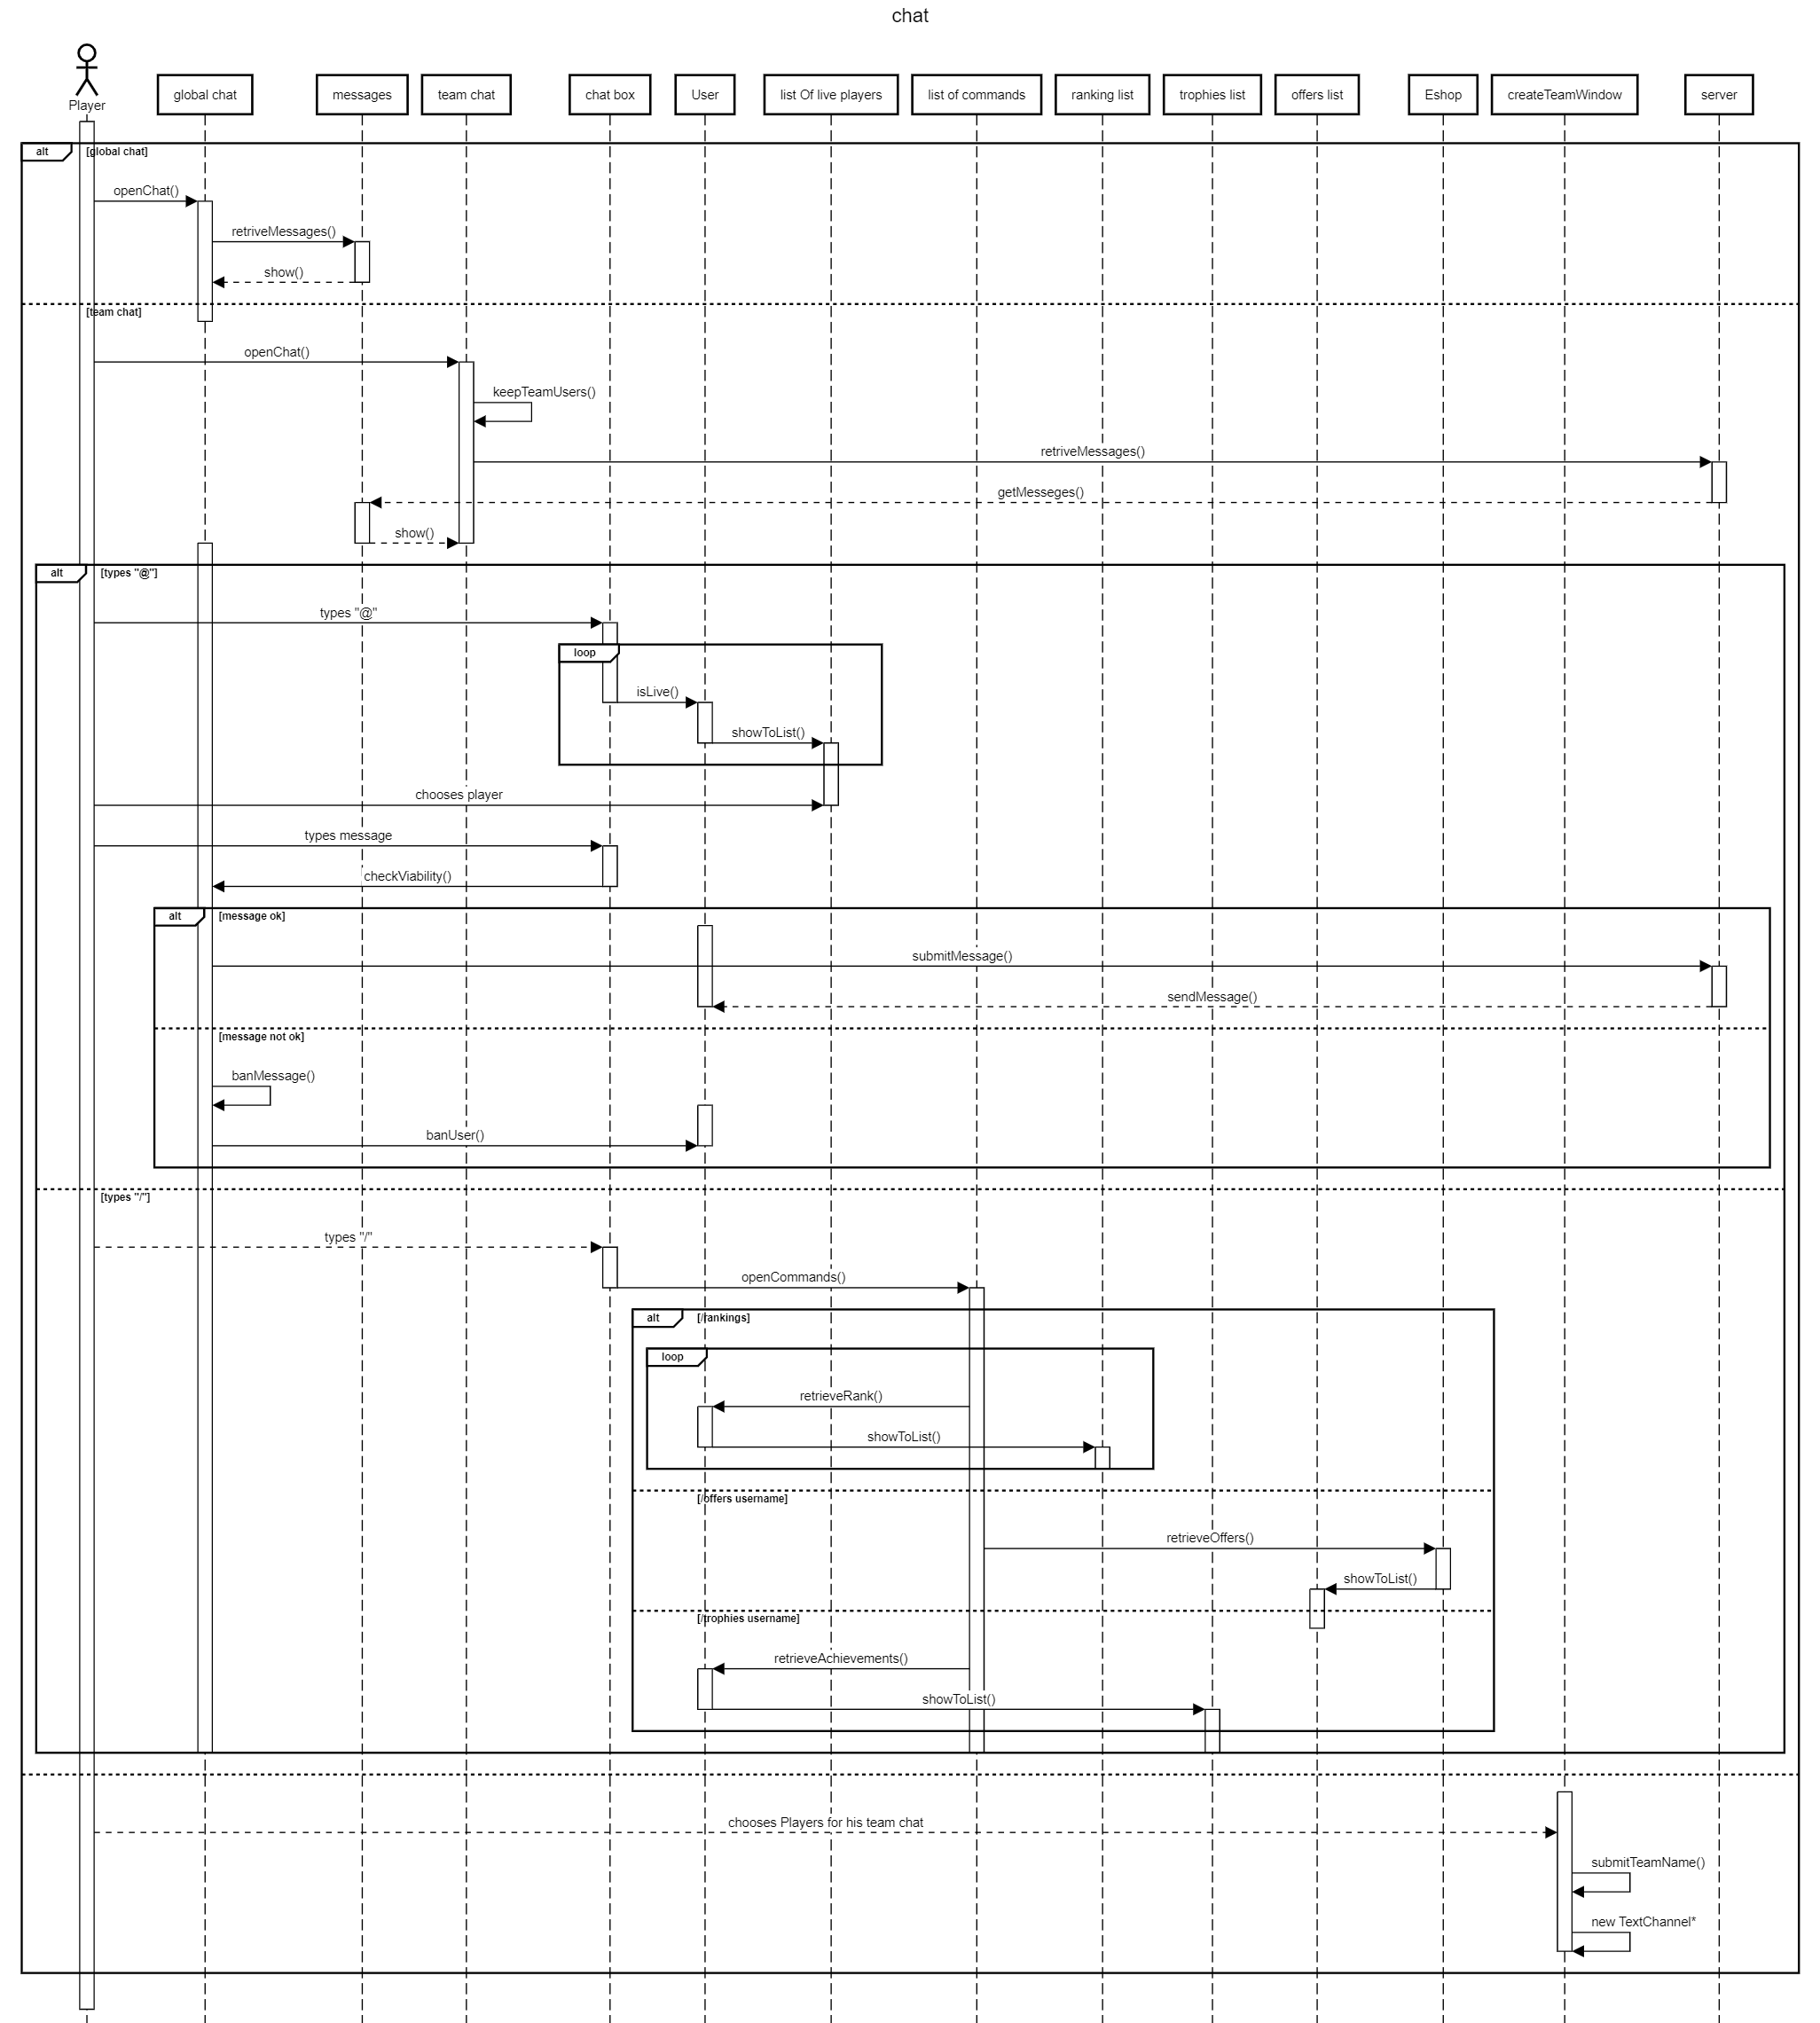 chat
Player
global chat
messages
team chat
chat box
User
list Of live players
list of commands
ranking list
trophies list
offers list
Eshop
createTeamWindow
server
alt
[global chat]
openChat()
retriveMessages()
show()
[team chat]
openChat()
keepTeamUsers()
retriveMessages()
getMesseges()
show()
alt
[types "@"]
types "@"
loop
isLive()
showToList()
chooses player
types message
checkViability()
alt
[message ok]
submitMessage()
sendMessage()
[message not ok]
banMessage()
banUser()
[types "/"]
types "/"
openCommands()
alt
[/rankings]
loop
retrieveRank()
showToList()
[/offers username]
retrieveOffers()
showToList()
[/trophies username]
retrieveAchievements()
showToList()
chooses Players for his team chat
submitTeamName()
new TextChannel*